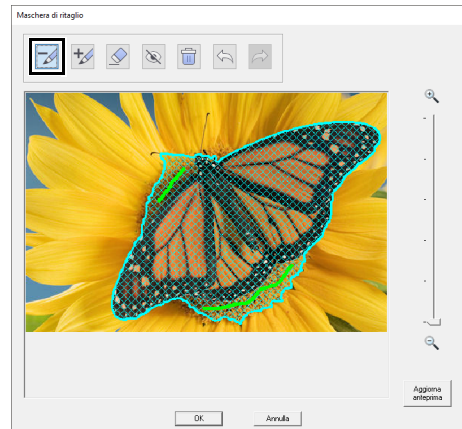 Maschera di ritaglio
Aggiorna
anteprima
OK
Annulla